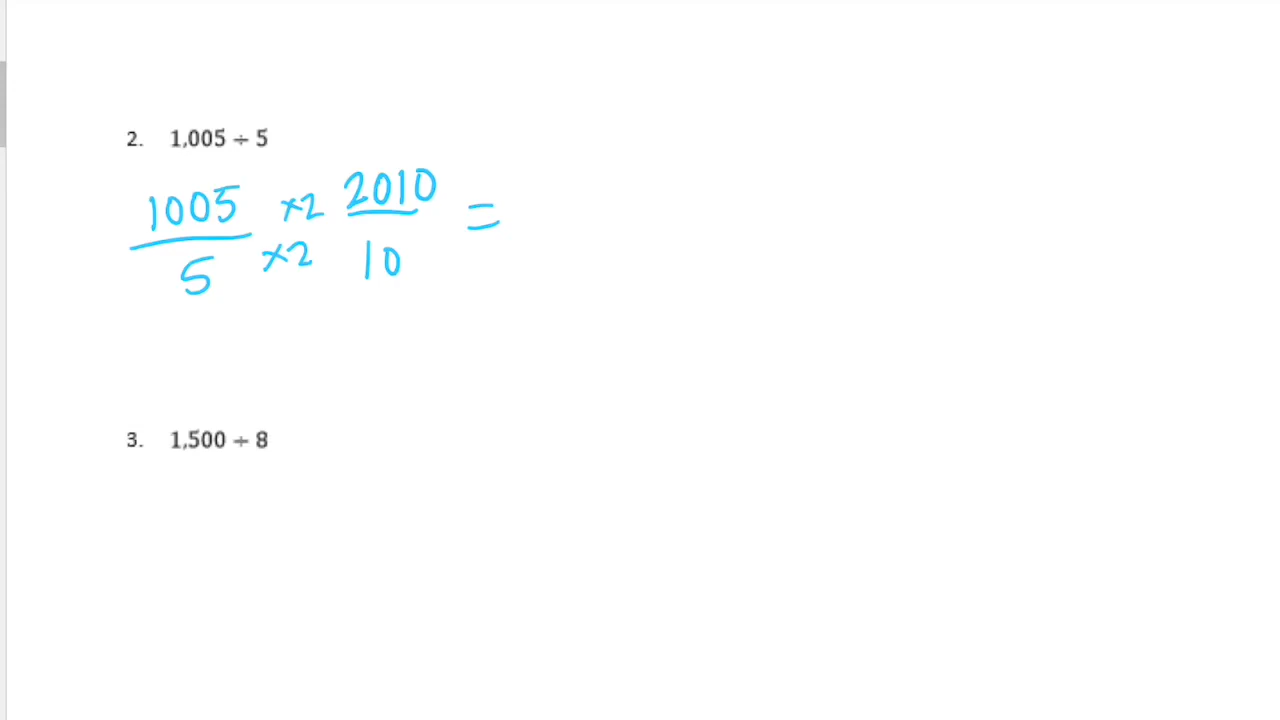 2. 1,005 ÷ 5
1005 ×2 2010 =
5 ×2 10
3. 1,500 ÷ 8